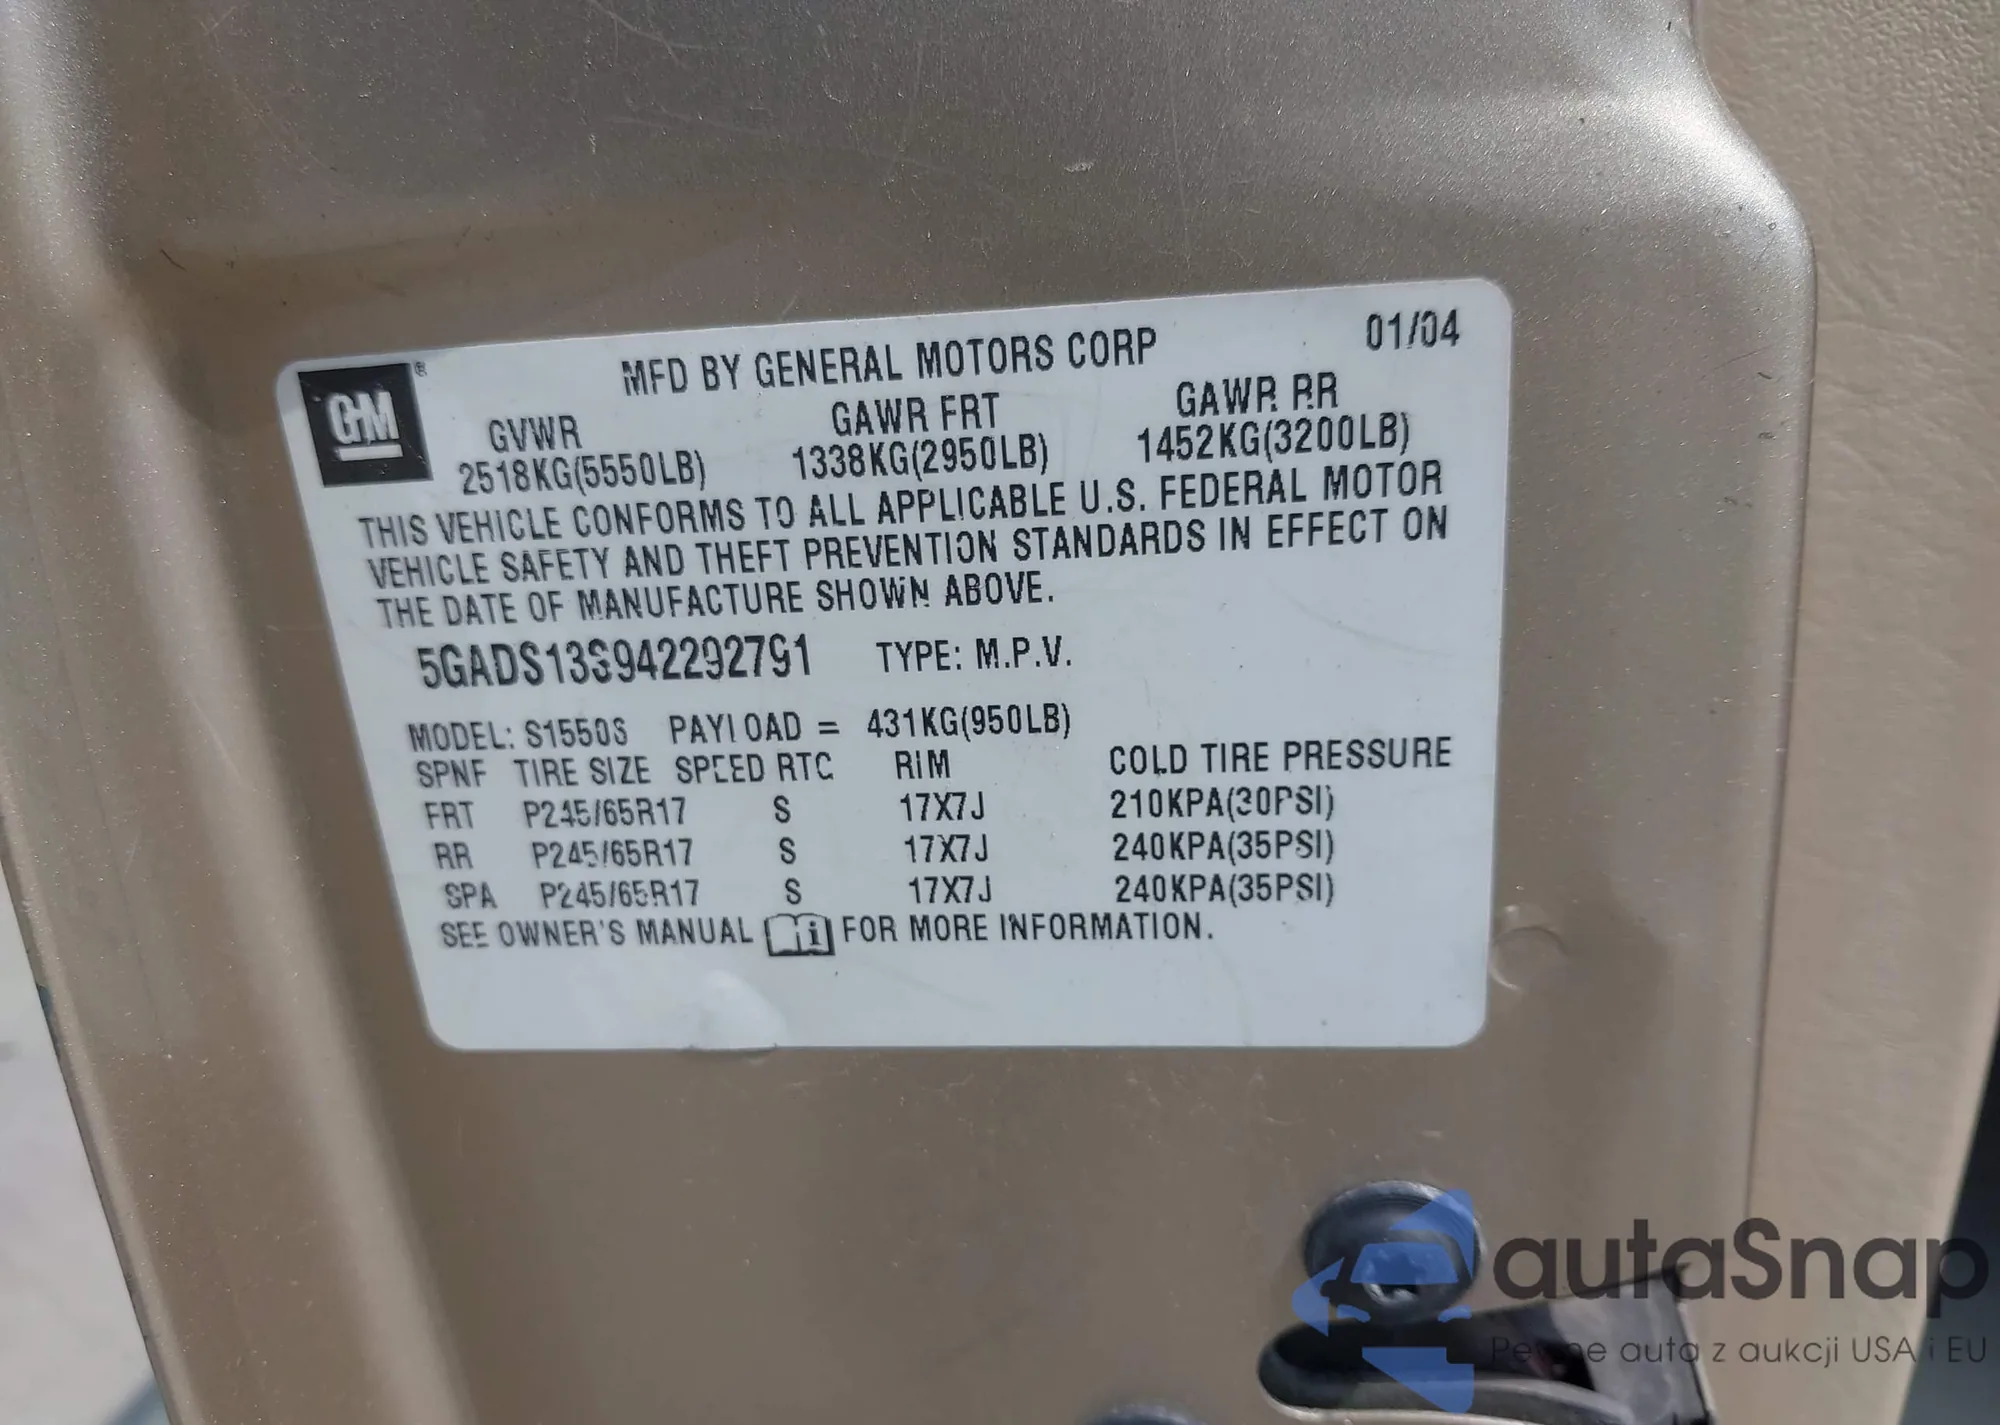 01/04
MFD BY GENERAL MOTORS CORP
GM®
GVWR GAWR FRT GAWR RR
2518KG(5550LB) 1338KG(2950LB) 1452KG(3200LB)
THIS VEHICLE CONFORMS TO ALL APPLICABLE U.S. FEDERAL MOTOR
VEHICLE SAFETY AND THEFT PREVENTION STANDARDS IN EFFECT ON
THE DATE OF MANUFACTURE SHOWN ABOVE.
5GADS13S942292791 TYPE: M.P.V.
MODEL: S15506 PAYLOAD = 431KG(950LB)
SPNF TIRE SIZE SPEED RTG RIM COLD TIRE PRESSURE
FRT P245/65R17 S 17X7J 210KPA(30PSI)
RR P245/65R17 S 17X7J 240KPA(35PSI)
SPA P245/65R17 S 17X7J 240KPA(35PSI)
SEE OWNER'S MANUAL i FOR MORE INFORMATION.
autaSnap
Pewne auta z aukcji USA i EU